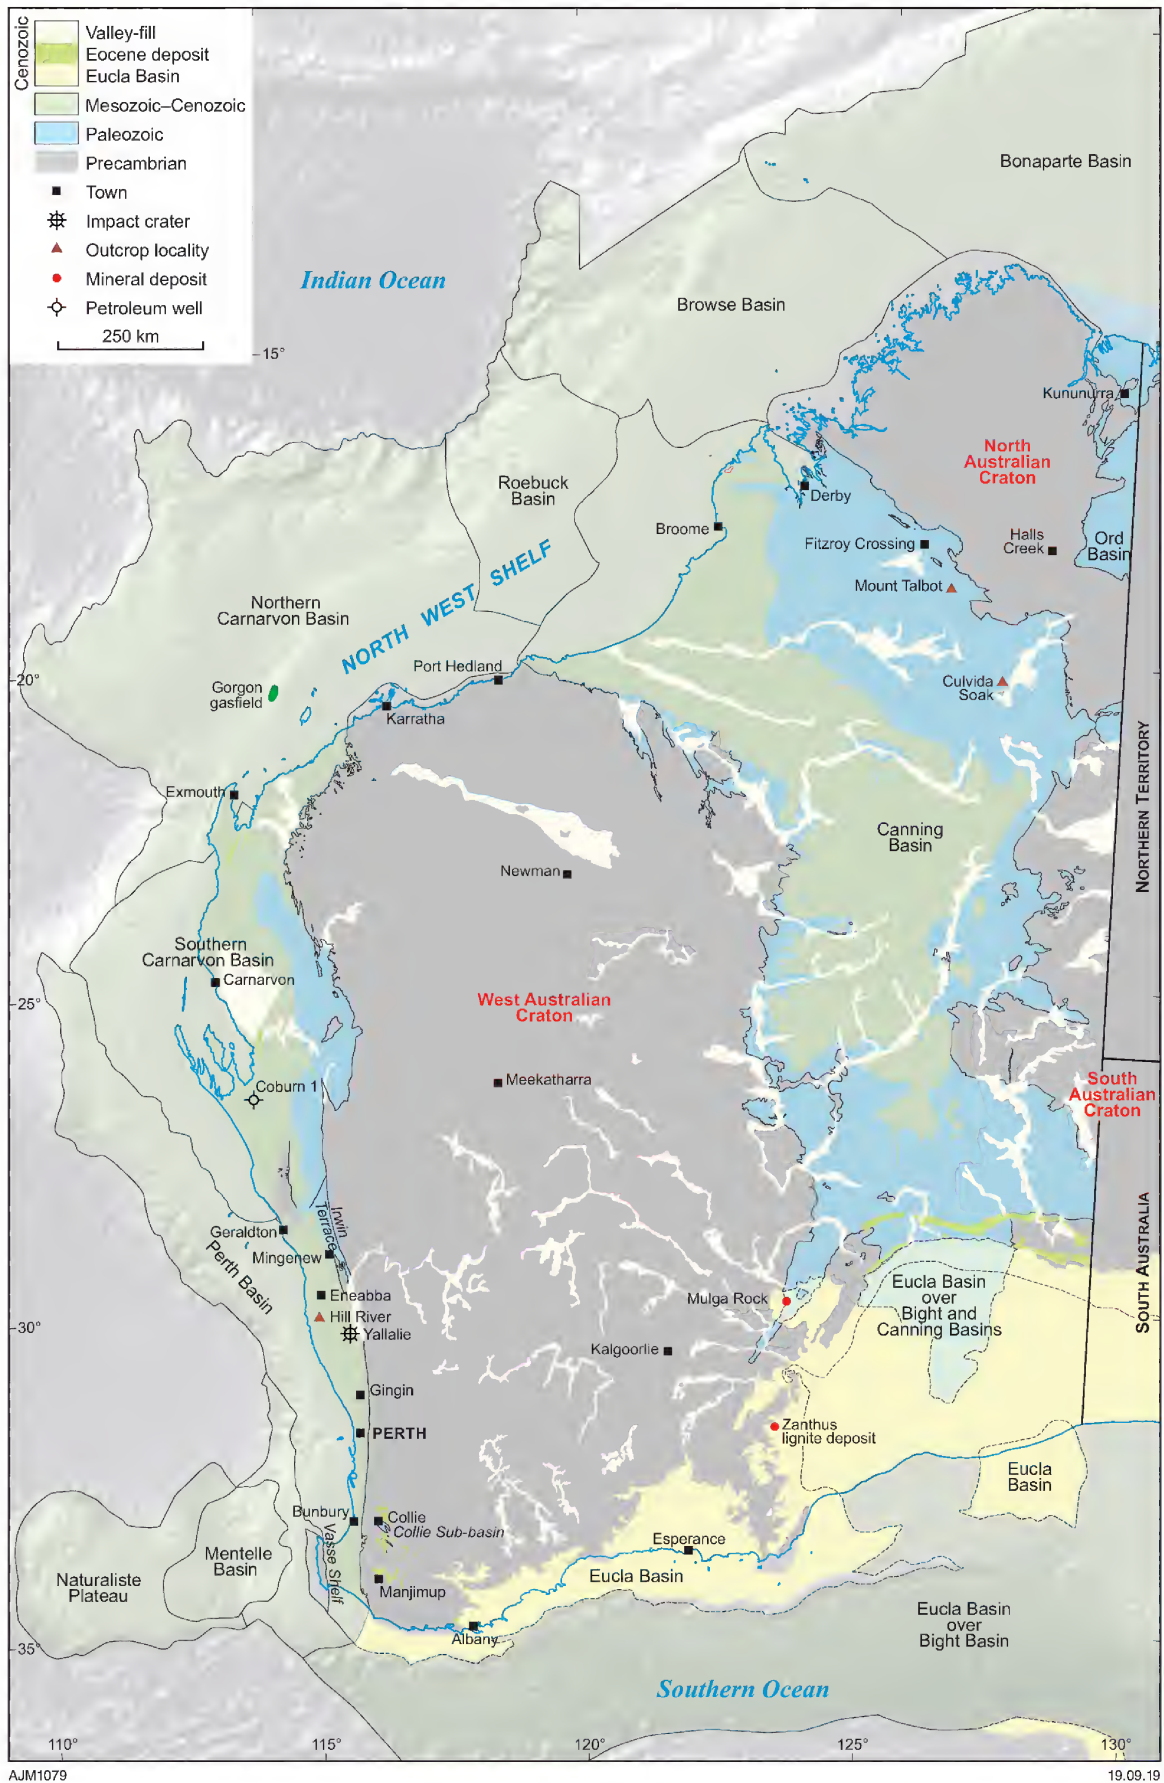 Cenozoic
Valley-fill
Eocene deposit
Eucla Basin
Mesozoic–Cenozoic
Paleozoic
Precambrian
Town
Impact crater
Outcrop locality
Mineral deposit
Petroleum well
250 km
15°
Indian Ocean
Bonaparte Basin
Browse Basin
Kununurra
North
Australian
Craton
Roebuck
Basin
Derby
Broome
Fitzroy Crossing
Halls
Creek
Ord
Basin
Mount Talbot
NORTH WEST SHELF
Northern
Carnarvon Basin
Port Hedland
20°
Gorgon
gasfield
Culvida
Soak
Karratha
Exmouth
NORTHERN TERRITORY
Canning
Basin
Newman
Southern
Carnarvon Basin
Carnarvon
25°
West Australian
Craton
Coburn 1
Meekatharra
South
Australian
Craton
Irwin
Terrace
Geraldton
Mingenew
Perth Basin
Eneabba
Hill River
Yallalie
30°
Mulga Rock
Eucla Basin
over
Bight and
Canning Basins
SOUTH AUSTRALIA
Kalgoorlie
Gingin
PERTH
Zanthus
lignite deposit
Eucla
Basin
Bunbury
Collie
Collie Sub-basin
Vasse Shelf
Esperance
Mentelle
Basin
Naturaliste
Plateau
Manjimup
Eucla Basin
Albany
Eucla Basin
over
Bight Basin
35°
Southern Ocean
110°
115°
120°
125°
130°
AJM1079
19.09.19